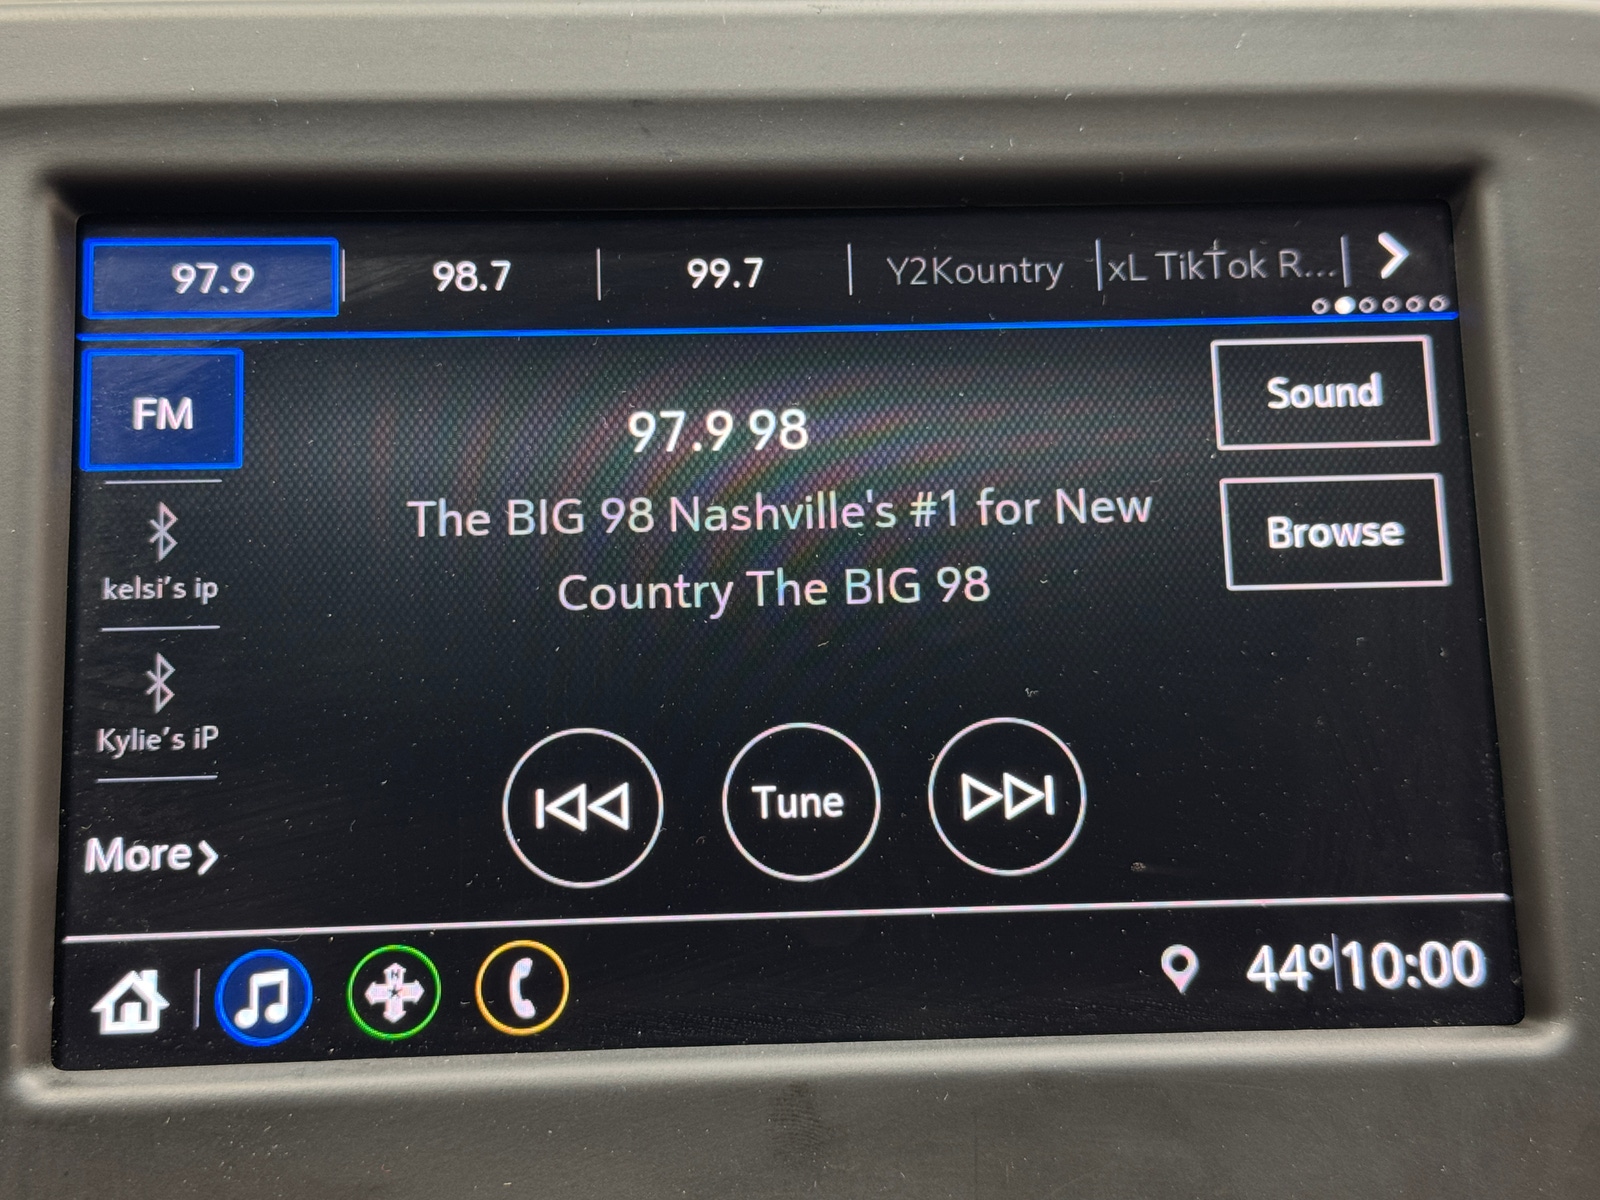 97.9 98.7 99.7 Y2Kountry xL TikTok R...
FM
97.9 98
Sound
The BIG 98 Nashville's #1 for New
Country The BIG 98
Browse
kelsi's ip
Kylie's iP
Tune
More
44º 10:00